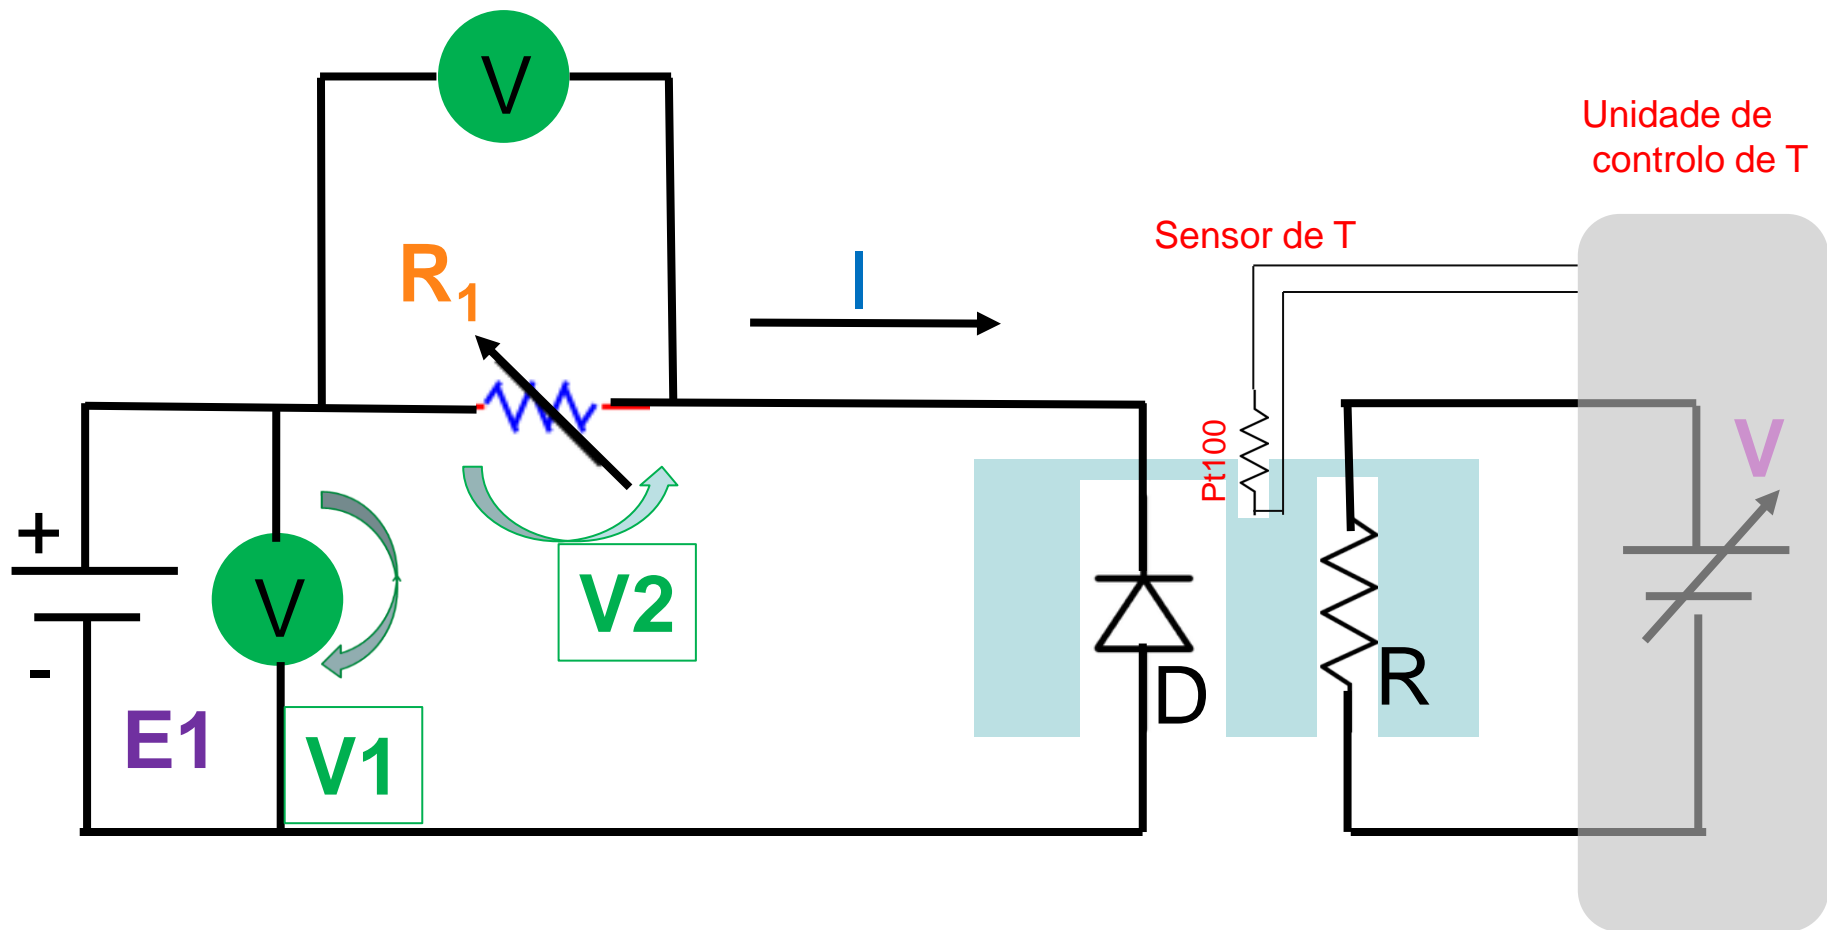 V
Unidade de
controlo de T
Sensor de T
R1
I
Pt100
V
+
V
V2
-
D
R
E1
V1